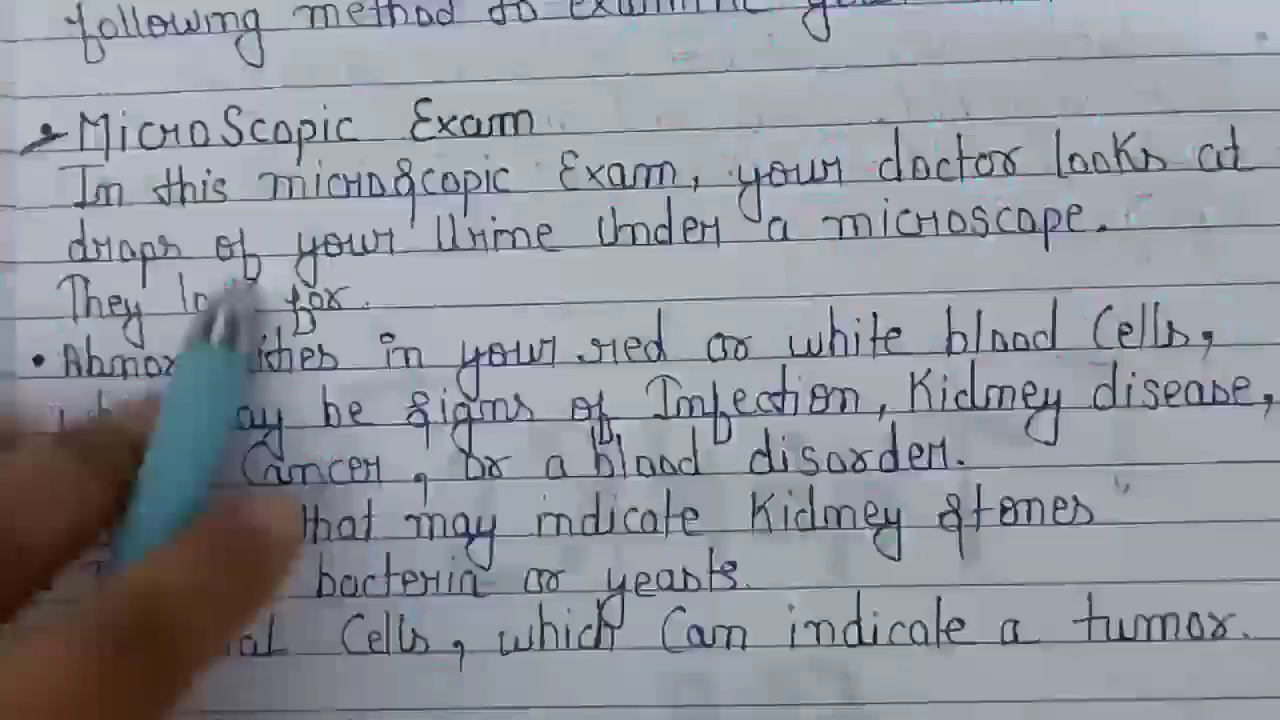 following method to examine
➤ MicroScopic Exam
In this microscopic Exam, your doctor looks at
drops of your Urine Under a microscope.
They for.
• in your red or white blood Cells,
be signs of Infection, Kidney disease,
Cancer, or a blood disorder.
that may indicate Kidney stones
bacteria or yeasts.
Cells, which Can indicate a tumor.